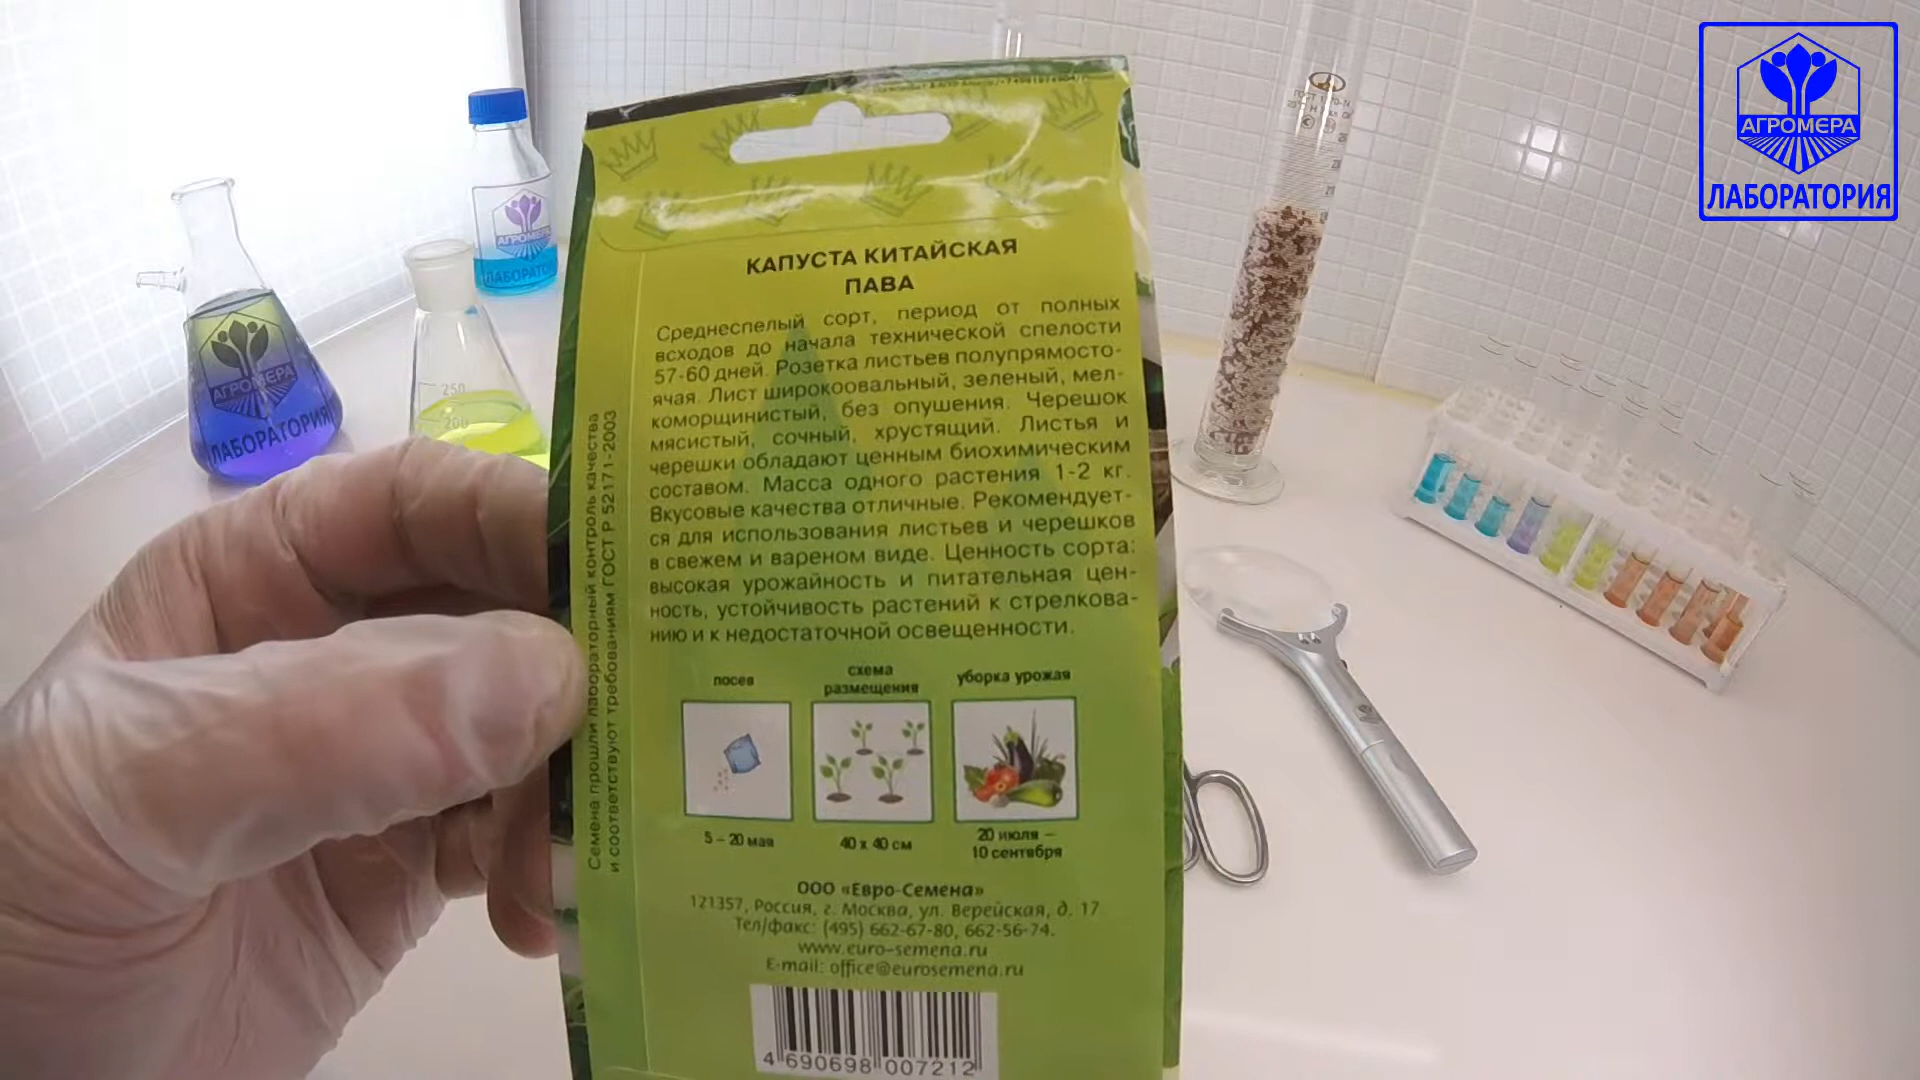 КАПУСТА КИТАЙСКАЯ
ПАВА
Среднеспелый сорт, период от полных
всходов до начала технической спелости
57-60 дней. Розетка листьев полупрямосто-
ячая. Лист широкоовальный, зеленый, мел-
коморщинистый, без опушения. Черешок
мясистый, сочный, хрустящий. Листья и
черешки обладают ценным биохимическим
составом. Масса одного растения 1-2 кг.
Вкусовые качества отличные. Рекомендует-
ся для использования листьев и черешков
в свежем и вареном виде. Ценность сорта:
высокая урожайность и питательная цен-
ность, устойчивость растений к стрелкова-
нию и к недостаточной освещенности.
посев
схема
размещения
уборка урожая
5 – 20 мая
40 х 40 см
20 июля –
10 сентября
ООО «Евро-Семена»
121357, Россия, г. Москва, ул. Верейская, д. 17
Тел/факс: (495) 662-67-80, 662-56-74.
www.euro-semena.ru
E-mail: office@eurosemena.ru
4 690698 007212
Семена прошли лабораторный контроль качества
и соответствуют требованиям ГОСТ Р 52171-2003
АГРОМЕРА
ЛАБОРАТОРИЯ
АГРОМЕРА
ЛАБОРАТОРИЯ
АГРОМЕРА
ЛАБОРАТО
250
200